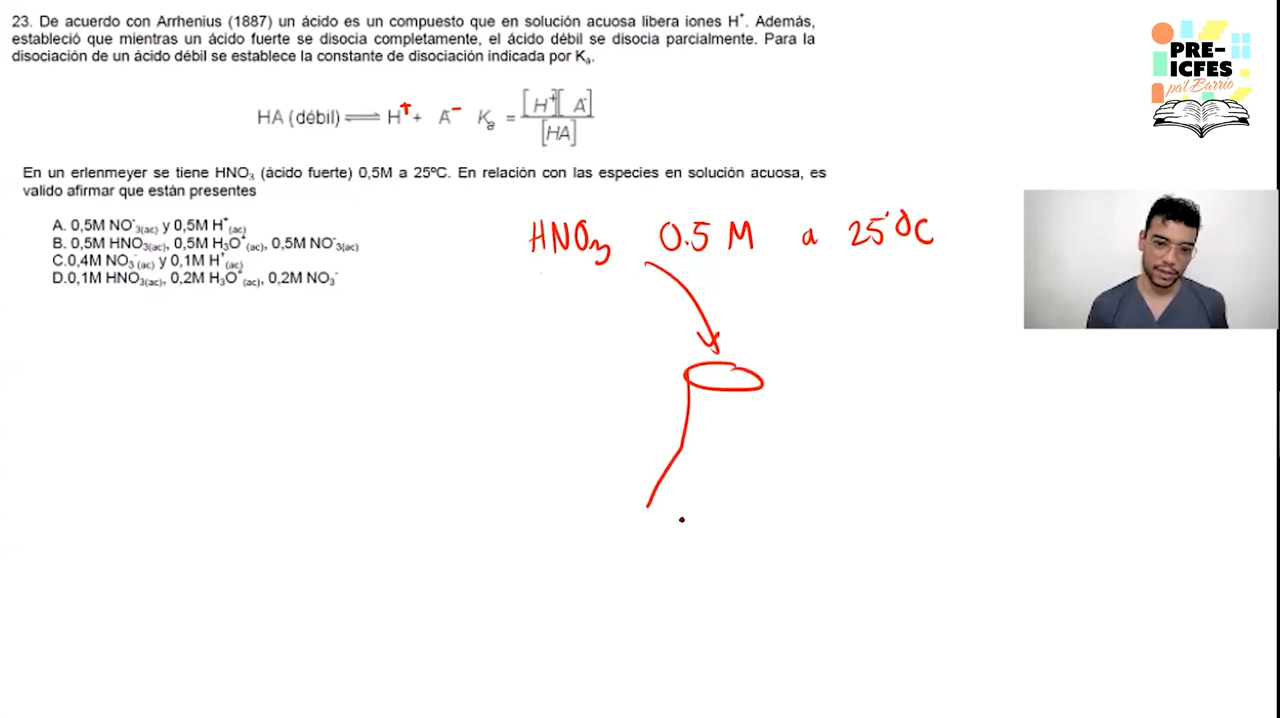 23. De acuerdo con Arrhenius (1887) un ácido es un compuesto que en solución acuosa libera iones H⁺. Además,
estableció que mientras un ácido fuerte se disocia completamente, el ácido débil se disocia parcialmente. Para la
disociación de un ácido débil se establece la constante de disociación indicada por Kₐ.
HA (débil) ⇌ H⁺ + A⁻ Kₐ = [H⁺][A⁻] / [HA]
En un erlenmeyer se tiene HNO₃ (ácido fuerte) 0,5M a 25ºC. En relación con las especies en solución acuosa, es
valido afirmar que están presentes
A. 0,5M NO⁻₃(ac) y 0,5M H⁺(ac)
B. 0,5M HNO₃(ac), 0,5M H₃O⁺(ac), 0,5M NO⁻₃(ac)
C.0,4M NO₃⁻(ac) y 0,1M H⁺(ac)
D.0,1M HNO₃(ac), 0,2M H₃O⁺(ac), 0,2M NO₃⁻
HNO₃ 0.5 M a 25°C
PRE-
ICFES
pa'l Barrio